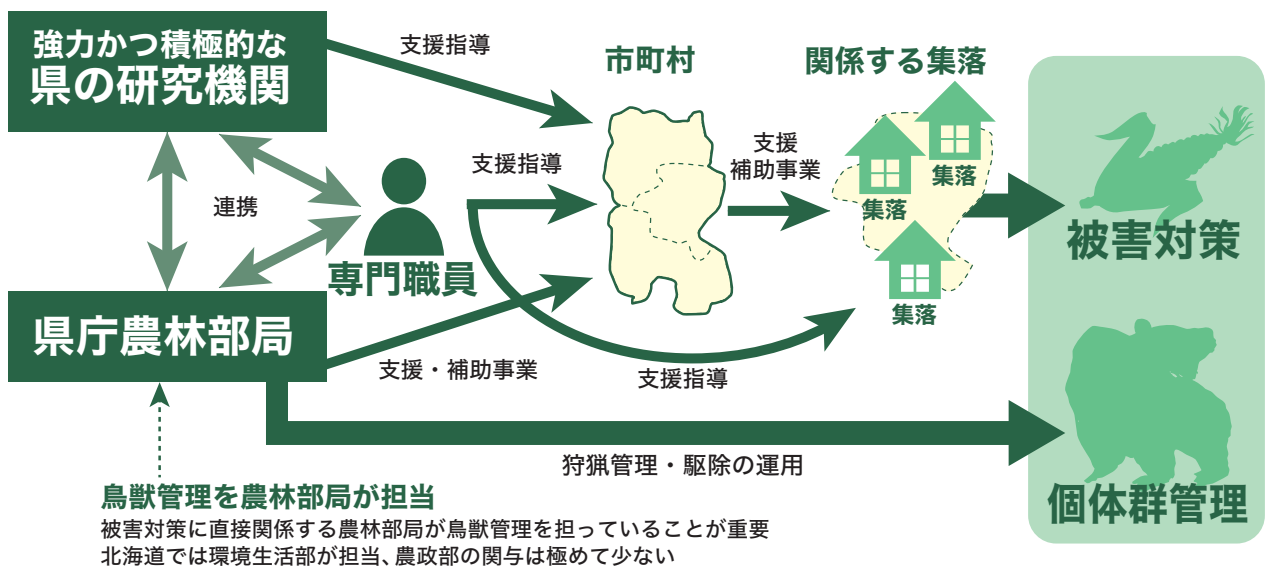 強力かつ積極的な
県の研究機関
支援指導
市町村
関係する集落
支援指導
支援
補助事業
集落
集落
集落
連携
専門職員
被害対策
県庁農林部局
支援・補助事業
支援指導
狩猟管理・駆除の運用
個体群管理
鳥獣管理を農林部局が担当
被害対策に直接関係する農林部局が鳥獣管理を担っていることが重要
北海道では環境生活部が担当、農政部の関与は極めて少ない